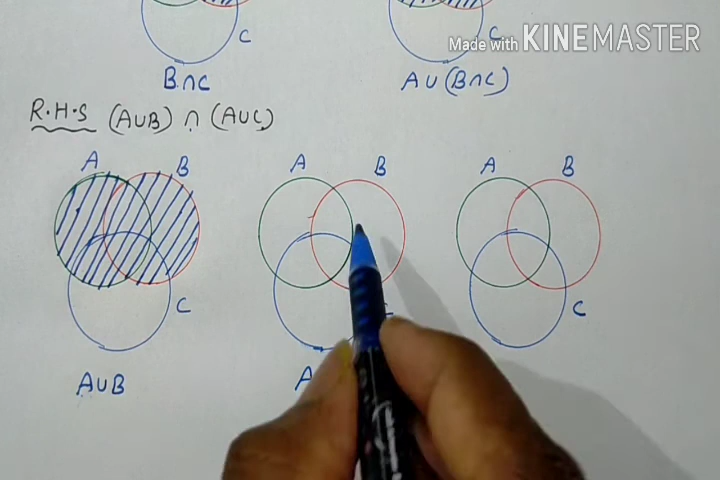 C C
Made with KINEMASTER
B∩C A∪(B∩C)
R.H.S (A∪B) ∩ (A∪C)
A B A B A B
C C
A∪B A